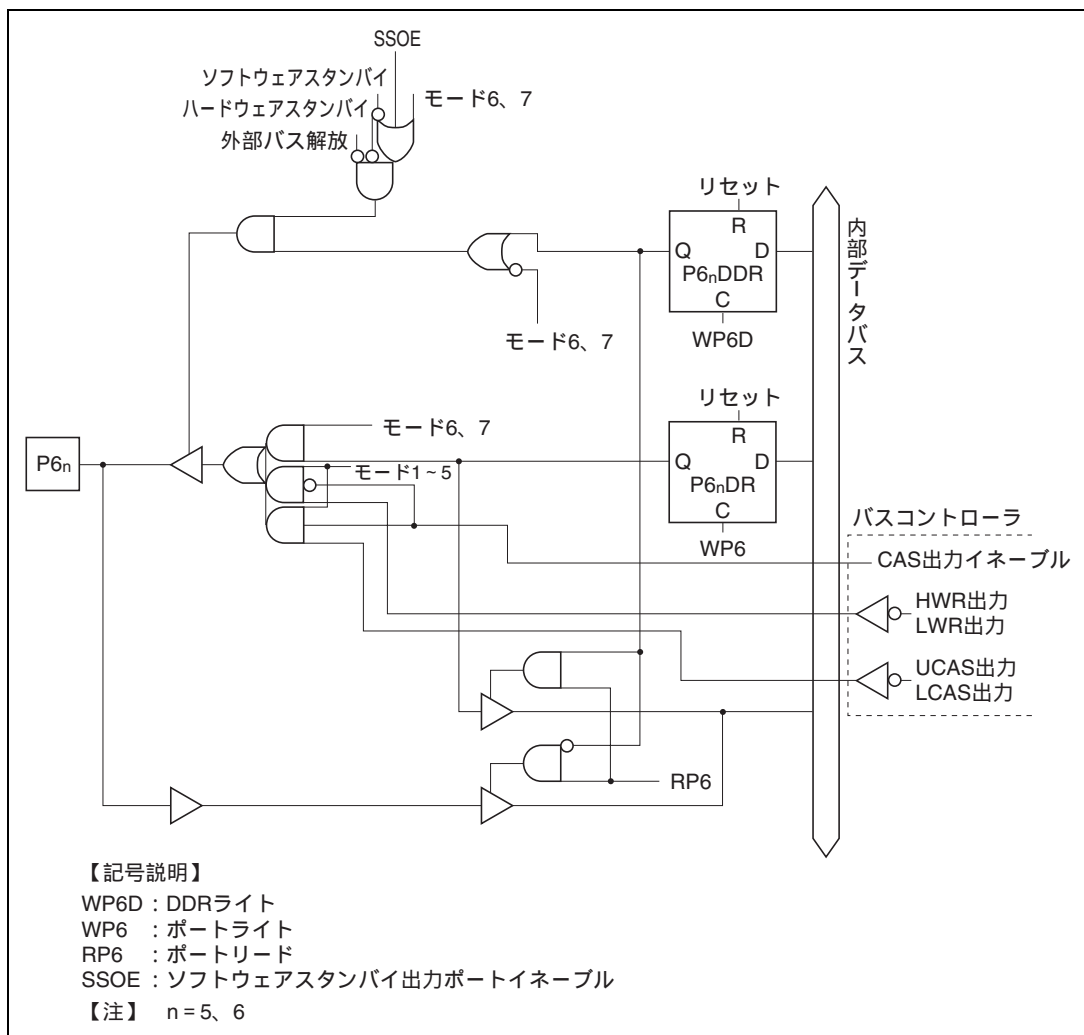 SSOE
ソフトウェアスタンバイ
ハードウェアスタンバイ
モード6、7
外部バス解放
リセット
R
Q D
P6nDDR
C
WP6D
モード6、7
内部データバス
リセット
R
Q D
P6nDR
C
WP6
モード6、7
モード1~5
P6n
バスコントローラ
CAS出力イネーブル
HWR出力
LWR出力
UCAS出力
LCAS出力
RP6
【記号説明】
WP6D : DDRライト
WP6 : ポートライト
RP6 : ポートリード
SSOE : ソフトウェアスタンバイ出力ポートイネーブル
【注】 n = 5、6